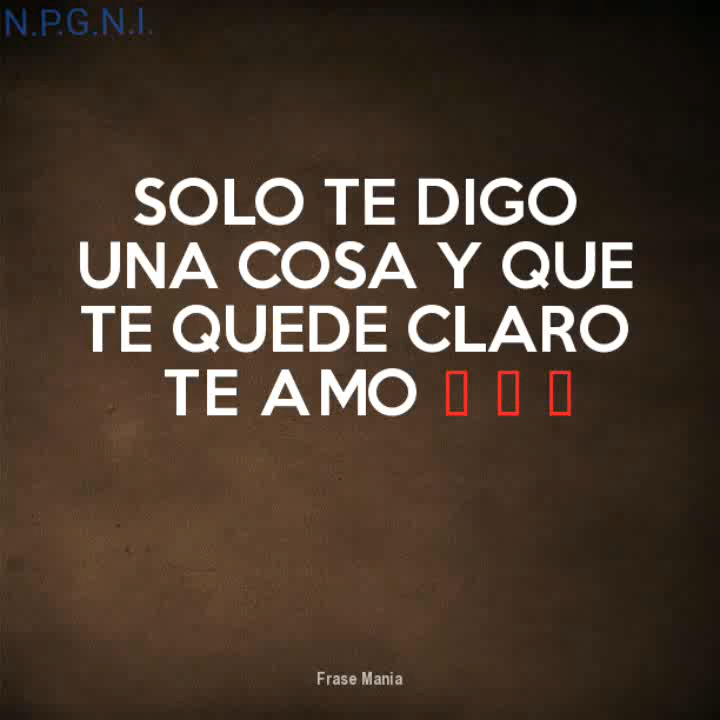 N.P.G.N.I.
SOLO TE DIGO
UNA COSA Y QUE
TE QUEDE CLARO
TE AMO
Frase Mania